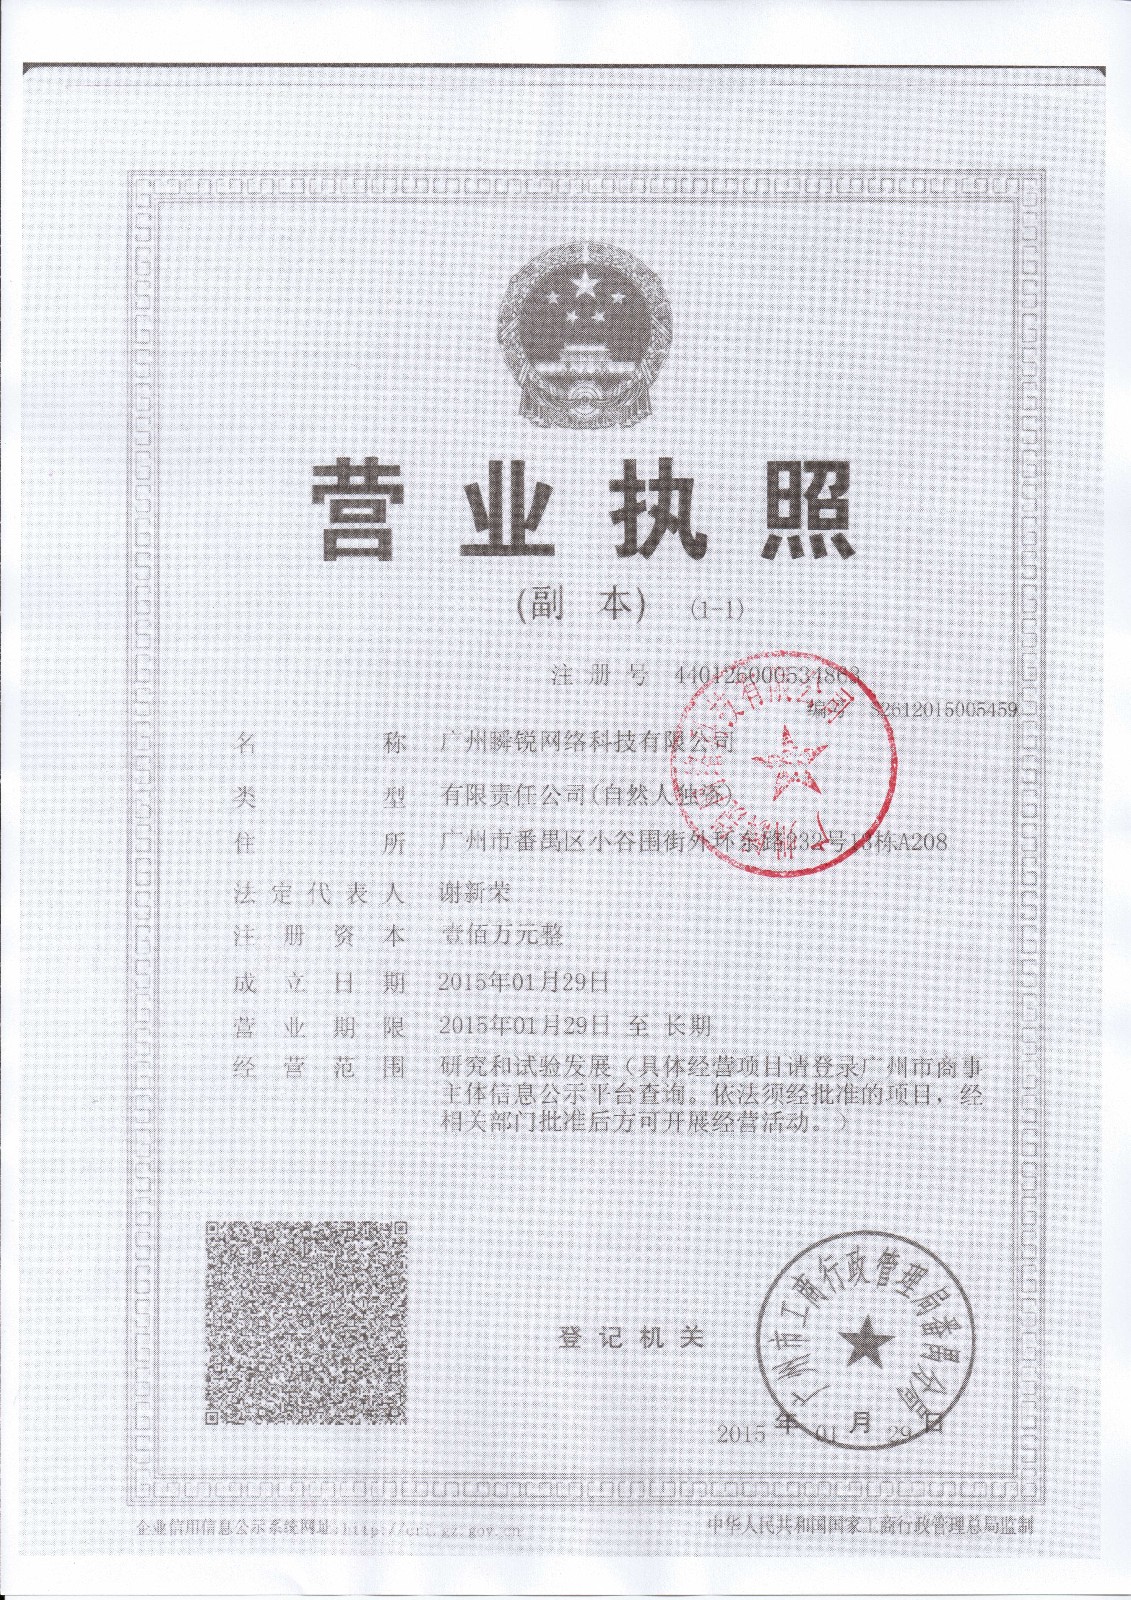 营业执照
(副 本) (1-1)
注册号 440126000534863
编号 S2612015005459
名称 广州瞬锐网络科技有限公司
类型 有限责任公司(自然人独资)
住所 广州市番禺区小谷围街外环东路232号13栋A208
法定代表人 谢新荣
注册资本 壹佰万元整
成立日期 2015年01月29日
营业期限 2015年01月29日 至 长期
经营范围 研究和试验发展（具体经营项目请登录广州市商事
主体信息公示平台查询。依法须经批准的项目，经
相关部门批准后方可开展经营活动。）
登记机关
广州市工商行政管理局番禺分局
2015 年 01 月 29 日
企业信用信息公示系统网址:http://cri.gz.gov.cn
中华人民共和国国家工商行政管理总局监制